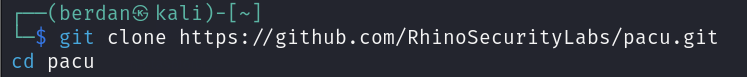 ┌──(berdan㉿kali)-[~]
└─$ git clone https://github.com/RhinoSecurityLabs/pacu.git
cd pacu